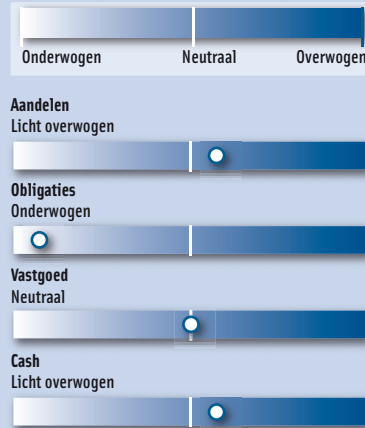 Onderwogen Neutraal Overwogen
Aandelen
Licht overwogen
Obligaties
Onderwogen
Vastgoed
Neutraal
Cash
Licht overwogen